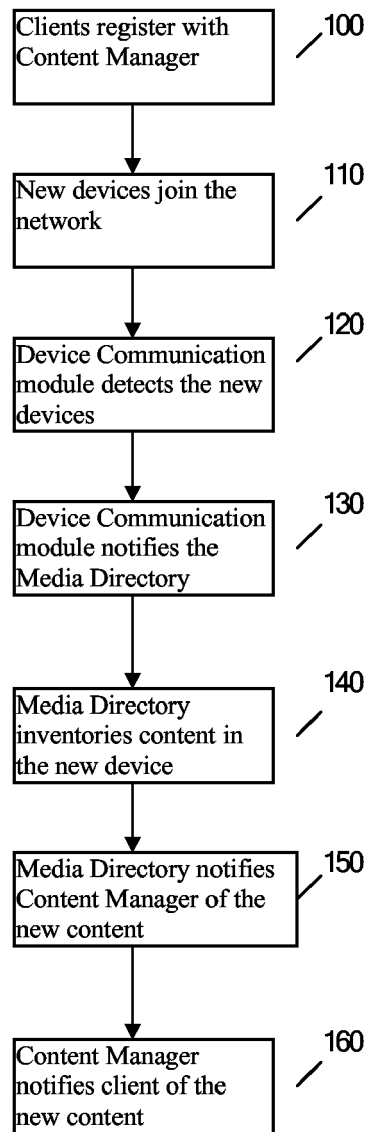 Clients register with
Content Manager
100
New devices join the
network
110
Device Communication
module detects the new
devices
120
Device Communication
module notifies the
Media Directory
130
Media Directory
inventories content in
the new device
140
Media Directory notifies
Content Manager of the
new content
150
Content Manager
notifies client of the
new content
160